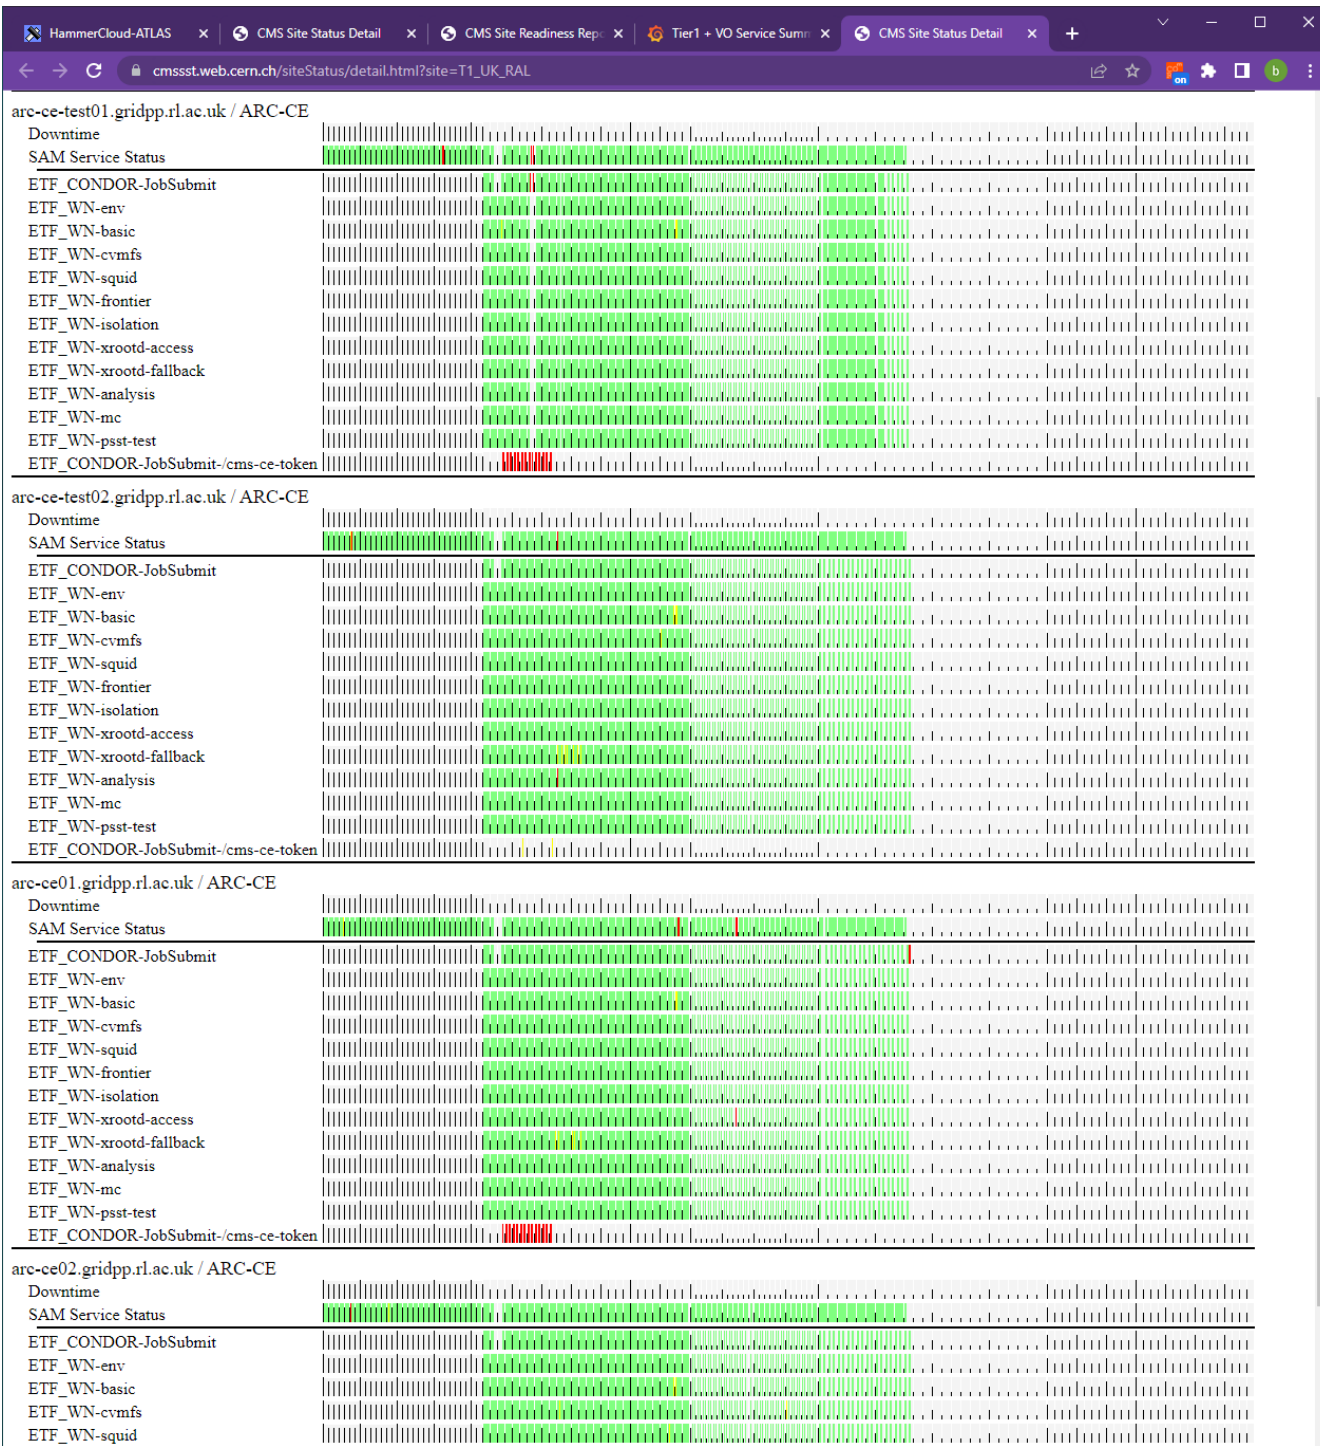 HammerCloud-ATLAS
CMS Site Status Detail
CMS Site Readiness Repo
Tier1 + VO Service Summ
CMS Site Status Detail
cmssst.web.cern.ch/siteStatus/detail.html?site=T1_UK_RAL
on
b
arc-ce-test01.gridpp.rl.ac.uk / ARC-CE
Downtime
SAM Service Status
ETF_CONDOR-JobSubmit
ETF_WN-env
ETF_WN-basic
ETF_WN-cvmfs
ETF_WN-squid
ETF_WN-frontier
ETF_WN-isolation
ETF_WN-xrootd-access
ETF_WN-xrootd-fallback
ETF_WN-analysis
ETF_WN-mc
ETF_WN-psst-test
ETF_CONDOR-JobSubmit-/cms-ce-token
arc-ce-test02.gridpp.rl.ac.uk / ARC-CE
Downtime
SAM Service Status
ETF_CONDOR-JobSubmit
ETF_WN-env
ETF_WN-basic
ETF_WN-cvmfs
ETF_WN-squid
ETF_WN-frontier
ETF_WN-isolation
ETF_WN-xrootd-access
ETF_WN-xrootd-fallback
ETF_WN-analysis
ETF_WN-mc
ETF_WN-psst-test
ETF_CONDOR-JobSubmit-/cms-ce-token
arc-ce01.gridpp.rl.ac.uk / ARC-CE
Downtime
SAM Service Status
ETF_CONDOR-JobSubmit
ETF_WN-env
ETF_WN-basic
ETF_WN-cvmfs
ETF_WN-squid
ETF_WN-frontier
ETF_WN-isolation
ETF_WN-xrootd-access
ETF_WN-xrootd-fallback
ETF_WN-analysis
ETF_WN-mc
ETF_WN-psst-test
ETF_CONDOR-JobSubmit-/cms-ce-token
arc-ce02.gridpp.rl.ac.uk / ARC-CE
Downtime
SAM Service Status
ETF_CONDOR-JobSubmit
ETF_WN-env
ETF_WN-basic
ETF_WN-cvmfs
ETF_WN-squid